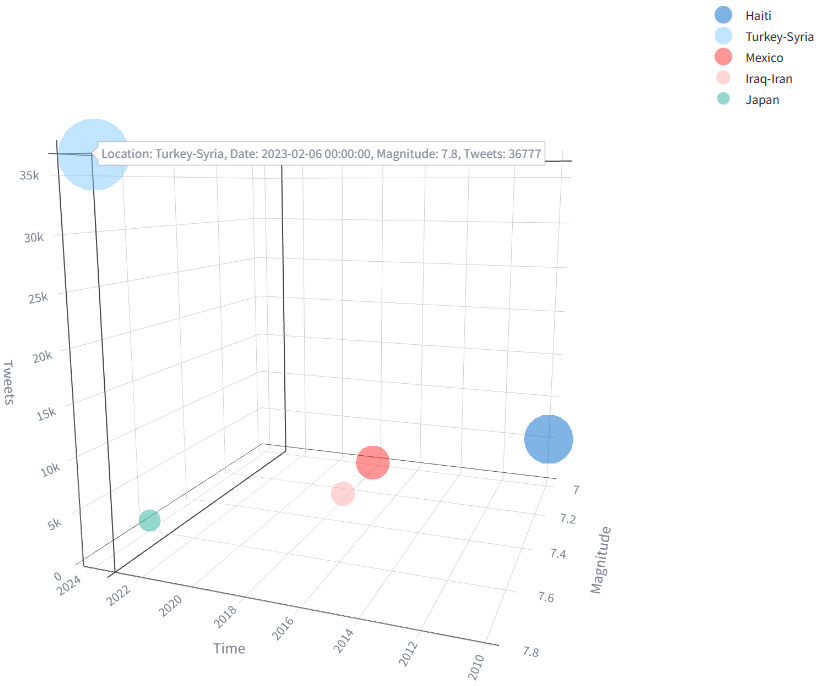 Haiti
Turkey-Syria
Mexico
Iraq-Iran
Japan
Location: Turkey-Syria, Date: 2023-02-06 00:00:00, Magnitude: 7.8, Tweets: 36777
35k
30k
25k
20k
15k
10k
5k
0
Tweets
2024
2022
2020
2018
2016
2014
2012
2010
Time
7
7.2
7.4
7.6
7.8
Magnitude